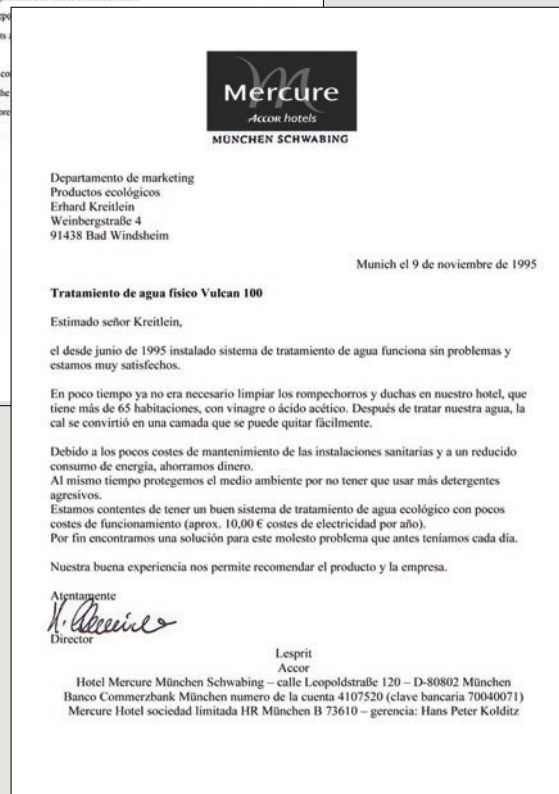 Mercure
ACCOR hotels
MÜNCHEN SCHWABING
Departamento de marketing
Productos ecológicos
Erhard Kreitlein
Weinbergstraße 4
91438 Bad Windsheim
Munich el 9 de noviembre de 1995
Tratamiento de agua físico Vulcan 100
Estimado señor Kreitlein,
el desde junio de 1995 instalado sistema de tratamiento de agua funciona sin problemas y
estamos muy satisfechos.
En poco tiempo ya no era necesario limpiar los rompechorros y duchas en nuestro hotel, que
tiene más de 65 habitaciones, con vinagre o ácido acético. Después de tratar nuestra agua, la
cal se convirtió en una camada que se puede quitar fácilmente.
Debido a los pocos costes de mantenimiento de las instalaciones sanitarias y a un reducido
consumo de energía, ahorramos dinero.
Al mismo tiempo protegemos el medio ambiente por no tener que usar más detergentes
agresivos.
Estamos contentes de tener un buen sistema de tratamiento de agua ecológico con pocos
costes de funcionamiento (aprox. 10,00 € costes de electricidad por año).
Por fin encontramos una solución para este molesto problema que antes teníamos cada día.
Nuestra buena experiencia nos permite recomendar el producto y la empresa.
Atentamente
Director
Lesprit
Accor
Hotel Mercure München Schwabing – calle Leopoldstraße 120 – D-80802 München
Banco Commerzbank München numero de la cuenta 4107520 (clave bancaria 70040071)
Mercure Hotel sociedad limitada HR München B 73610 – gerencia: Hans Peter Kolditz